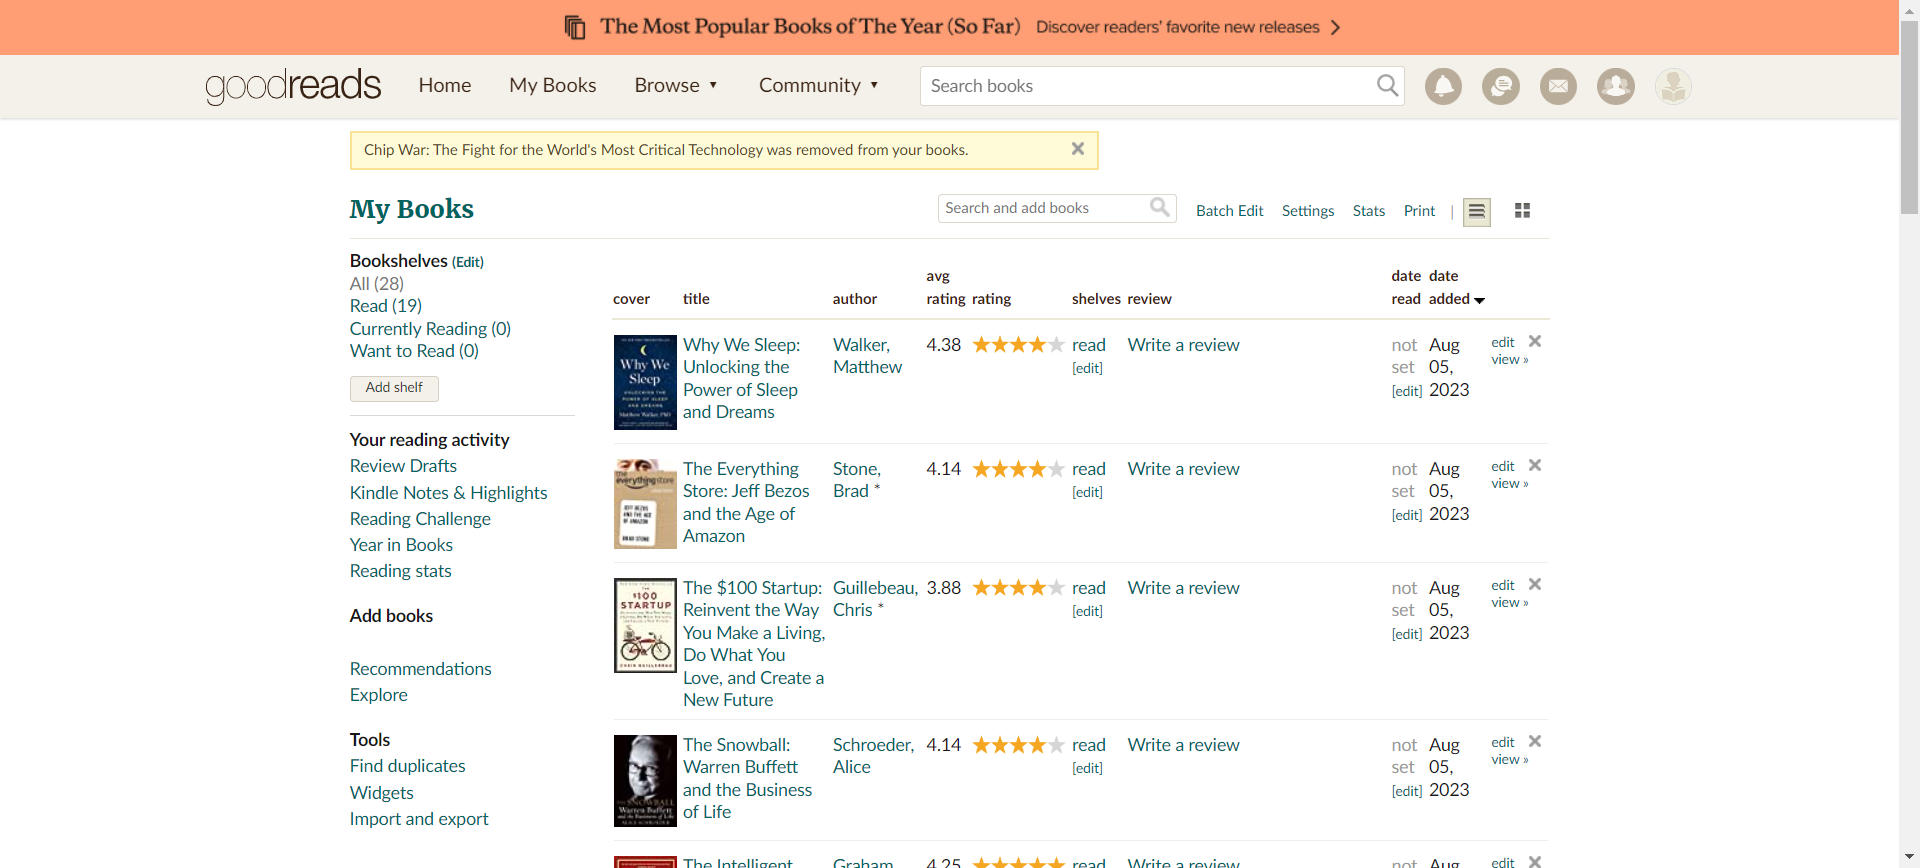 The Most Popular Books of The Year (So Far) Discover readers' favorite new releases
goodreads Home My Books Browse ▼ Community ▼ Search books
Chip War: The Fight for the World's Most Critical Technology was removed from your books.
My Books
Search and add books Batch Edit Settings Stats Print |
Bookshelves (Edit)
All (28)
Read (19)
Currently Reading (0)
Want to Read (0)
Add shelf
Your reading activity
Review Drafts
Kindle Notes & Highlights
Reading Challenge
Year in Books
Reading stats
Add books
Recommendations
Explore
Tools
Find duplicates
Widgets
Import and export
avg date date
cover title author rating rating shelves review read added
Why We
Sleep
Why We Sleep: Walker, 4.38 read Write a review not Aug edit
Unlocking the Matthew [edit] set 05, view »
Power of Sleep [edit] 2023
and Dreams
the
everything store
The Everything Stone, 4.14 read Write a review not Aug edit
Store: Jeff Bezos Brad * [edit] set 05, view »
and the Age of [edit] 2023
Amazon
$100
STARTUP
The $100 Startup: Guillebeau, 3.88 read Write a review not Aug edit
Reinvent the Way Chris * [edit] set 05, view »
You Make a Living, [edit] 2023
Do What You
Love, and Create a
New Future
The Snowball: Schroeder, 4.14 read Write a review not Aug edit
Warren Buffett Alice [edit] set 05, view »
and the Business [edit] 2023
of Life
The Intelligent Graham, 4.25 read Write a review not Aug edit